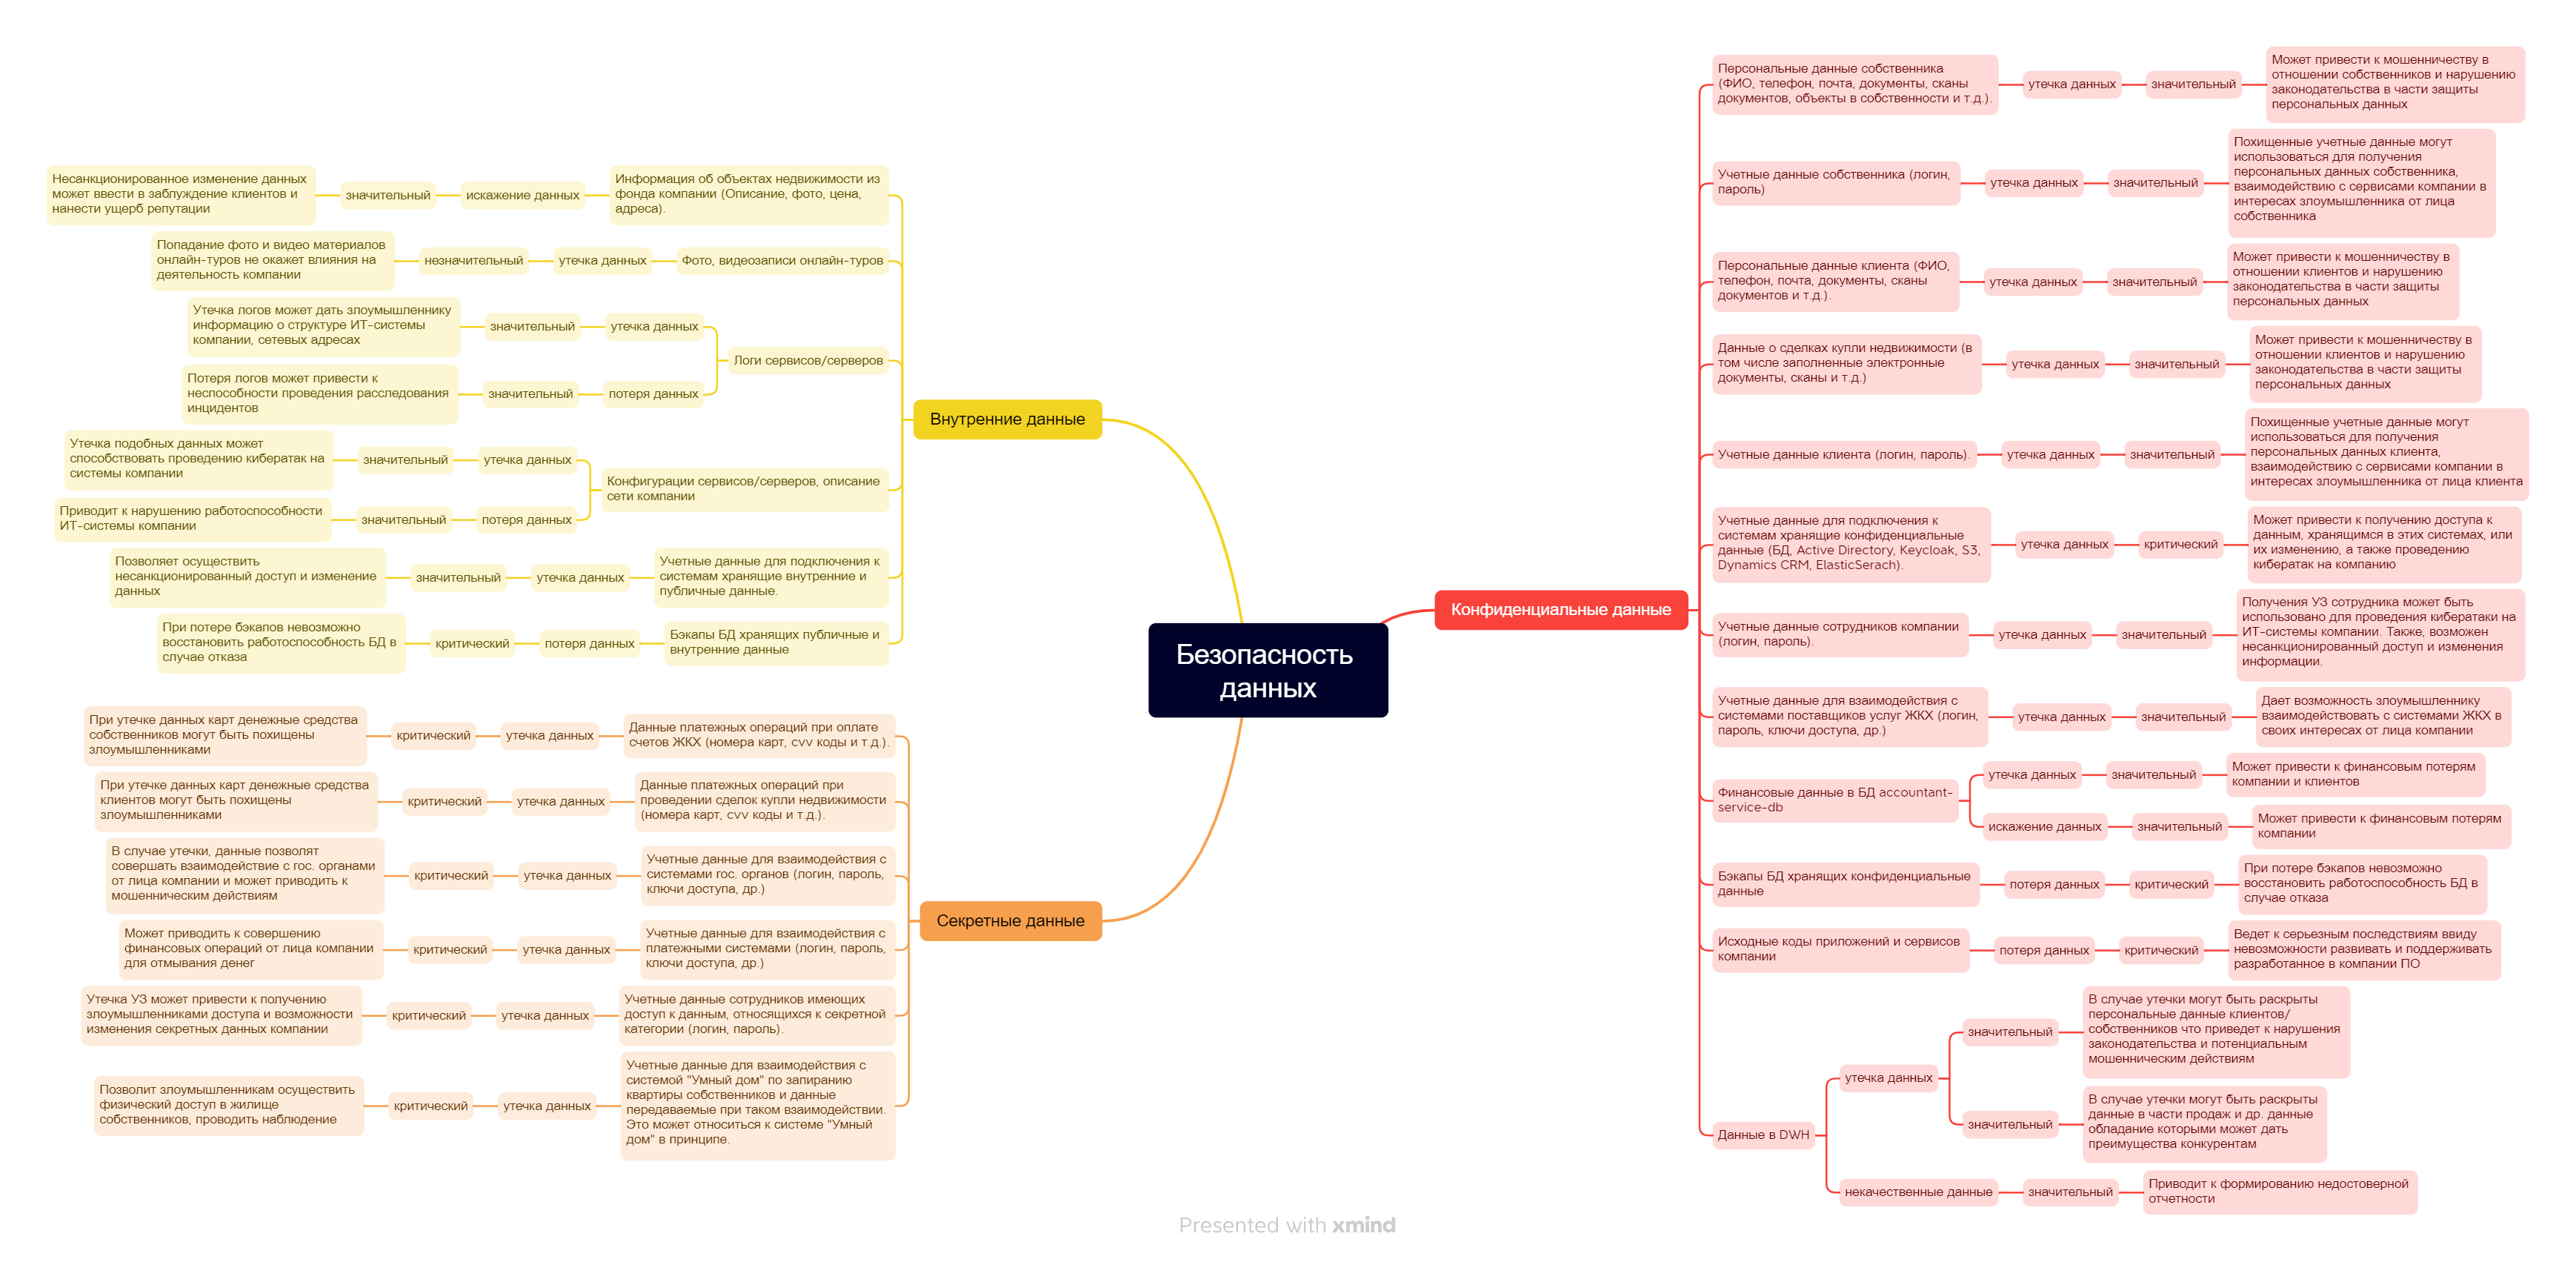 Безопасность
данных
Конфиденциальные данные
Персональные данные собственника
(ФИО, телефон, почта, документы, сканы
документов, объекты в собственности и т.д.).
утечка данных
значительный
Может привести к мошенничеству в
отношении собственников и нарушению
законодательства в части защиты
персональных данных
Учетные данные собственника (логин,
пароль)
утечка данных
значительный
Похищенные учетные данные могут
использоваться для получения
персональных данных собственника,
взаимодействию с сервисами компании в
интересах злоумышленника от лица
собственника
Персональные данные клиента (ФИО,
телефон, почта, документы, сканы
документов и т.д.).
утечка данных
значительный
Может привести к мошенничеству в
отношении клиентов и нарушению
законодательства в части защиты
персональных данных
Данные о сделках купли недвижимости (в
том числе заполненные электронные
документы, сканы и т.д.)
утечка данных
значительный
Может привести к мошенничеству в
отношении клиентов и нарушению
законодательства в части защиты
персональных данных
Учетные данные клиента (логин, пароль).
утечка данных
значительный
Похищенные учетные данные могут
использоваться для получения
персональных данных клиента,
взаимодействию с сервисами компании в
интересах злоумышленника от лица клиента
Учетные данные для подключения к
системам хранящие конфиденциальные
данные (БД, Active Directory, Keycloak, S3,
Dynamics CRM, ElasticSerach).
утечка данных
критический
Может привести к получению доступа к
данным, хранящимся в этих системах, или
их изменению, а также проведению
кибератак на компанию
Учетные данные сотрудников компании
(логин, пароль).
утечка данных
значительный
Получения УЗ сотрудника может быть
использовано для проведения кибератаки на
ИТ-системы компании. Также, возможен
несанкционированный доступ и изменения
информации.
Учетные данные для взаимодействия с
системами поставщиков услуг ЖКХ (логин,
пароль, ключи доступа, др.)
утечка данных
значительный
Дает возможность злоумышленнику
взаимодействовать с системами ЖКХ в
своих интересах от лица компании
Финансовые данные в БД accountant-
service-db
утечка данных
значительный
Может привести к финансовым потерям
компании и клиентов
искажение данных
значительный
Может привести к финансовым потерям
компании
Бэкапы БД хранящих конфиденциальные
данные
потеря данных
критический
При потере бэкапов невозможно
восстановить работоспособность БД в
случае отказа
Исходные коды приложений и сервисов
компании
потеря данных
критический
Ведет к серьезным последствиям ввиду
невозможности развивать и поддерживать
разработанное в компании ПО
Данные в DWH
утечка данных
значительный
В случае утечки могут быть раскрыты
персональные данные клиентов/
собственников что приведет к нарушения
законодательства и потенциальным
мошенническим действиям
значительный
В случае утечки могут быть раскрыты
данные в части продаж и др. данные
обладание которыми может дать
преимущества конкурентам
некачественные данные
значительный
Приводит к формированию недостоверной
отчетности
Внутренние данные
Информация об объектах недвижимости из
фонда компании (Описание, фото, цена,
адреса).
искажение данных
значительный
Несанкционированное изменение данных
может ввести в заблуждение клиентов и
нанести ущерб репутации
Фото, видеозаписи онлайн-туров
утечка данных
незначительный
Попадание фото и видео материалов
онлайн-туров не окажет влияния на
деятельность компании
Логи сервисов/серверов
утечка данных
значительный
Утечка логов может дать злоумышленнику
информацию о структуре ИТ-системы
компании, сетевых адресах
потеря данных
значительный
Потеря логов может привести к
неспособности проведения расследования
инцидентов
Конфигурации сервисов/серверов, описание
сети компании
утечка данных
значительный
Утечка подобных данных может
способствовать проведению кибератак на
системы компании
потеря данных
значительный
Приводит к нарушению работоспособности
ИТ-системы компании
Учетные данные для подключения к
системам хранящие внутренние и
публичные данные.
утечка данных
значительный
Позволяет осуществить
несанкционированный доступ и изменение
данных
Бэкапы БД хранящих публичные и
внутренние данные
потеря данных
критический
При потере бэкапов невозможно
восстановить работоспособность БД в
случае отказа
Секретные данные
Данные платежных операций при оплате
счетов ЖКХ (номера карт, cvv коды и т.д.).
утечка данных
критический
При утечке данных карт денежные средства
собственников могут быть похищены
злоумышленниками
Данные платежных операций при
проведении сделок купли недвижимости
(номера карт, cvv коды и т.д.).
утечка данных
критический
При утечке данных карт денежные средства
клиентов могут быть похищены
злоумышленниками
Учетные данные для взаимодействия с
системами гос. органов (логин, пароль,
ключи доступа, др.)
утечка данных
критический
В случае утечки, данные позволят
совершать взаимодействие с гос. органами
от лица компании и может приводить к
мошенническим действиям
Учетные данные для взаимодействия с
платежными системами (логин, пароль,
ключи доступа, др.)
утечка данных
критический
Может приводить к совершению
финансовых операций от лица компании
для отмывания денег
Учетные данные сотрудников имеющих
доступ к данным, относящихся к секретной
категории (логин, пароль).
утечка данных
критический
Утечка УЗ может привести к получению
злоумышленниками доступа и возможности
изменения секретных данных компании
Учетные данные для взаимодействия с
системой "Умный дом" по запиранию
квартиры собственников и данные
передаваемые при таком взаимодействии.
Это может относиться к системе "Умный
дом" в принципе.
утечка данных
критический
Позволит злоумышленникам осуществить
физический доступ в жилище
собственников, проводить наблюдение
Presented with xmind